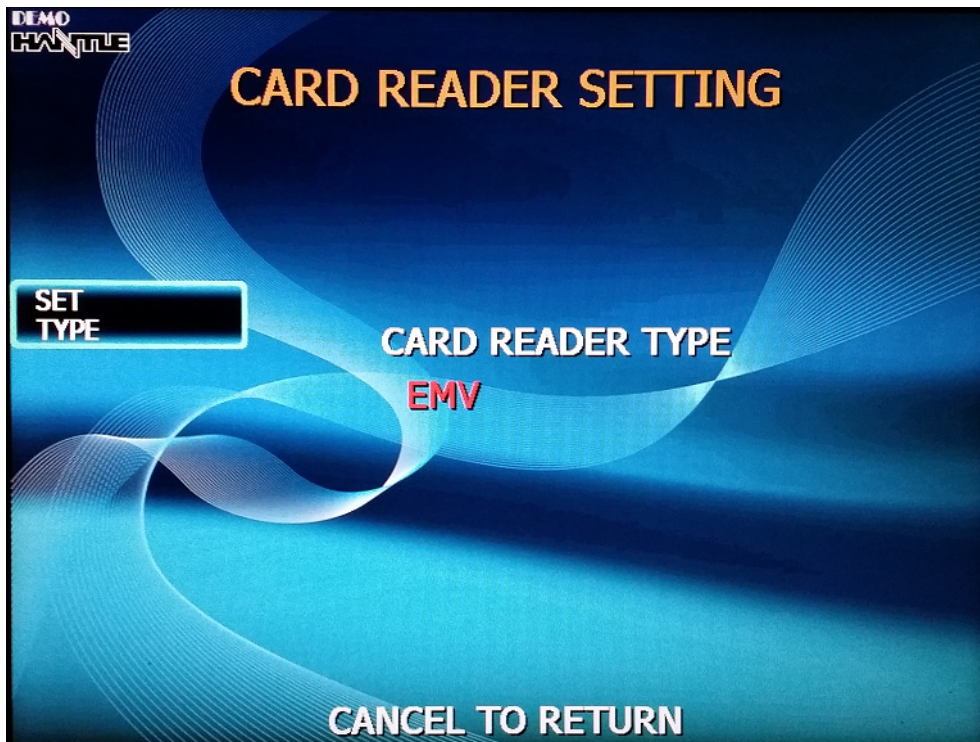 DEMO
HANTLE
CARD READER SETTING
SET
TYPE
CARD READER TYPE
EMV
CANCEL TO RETURN